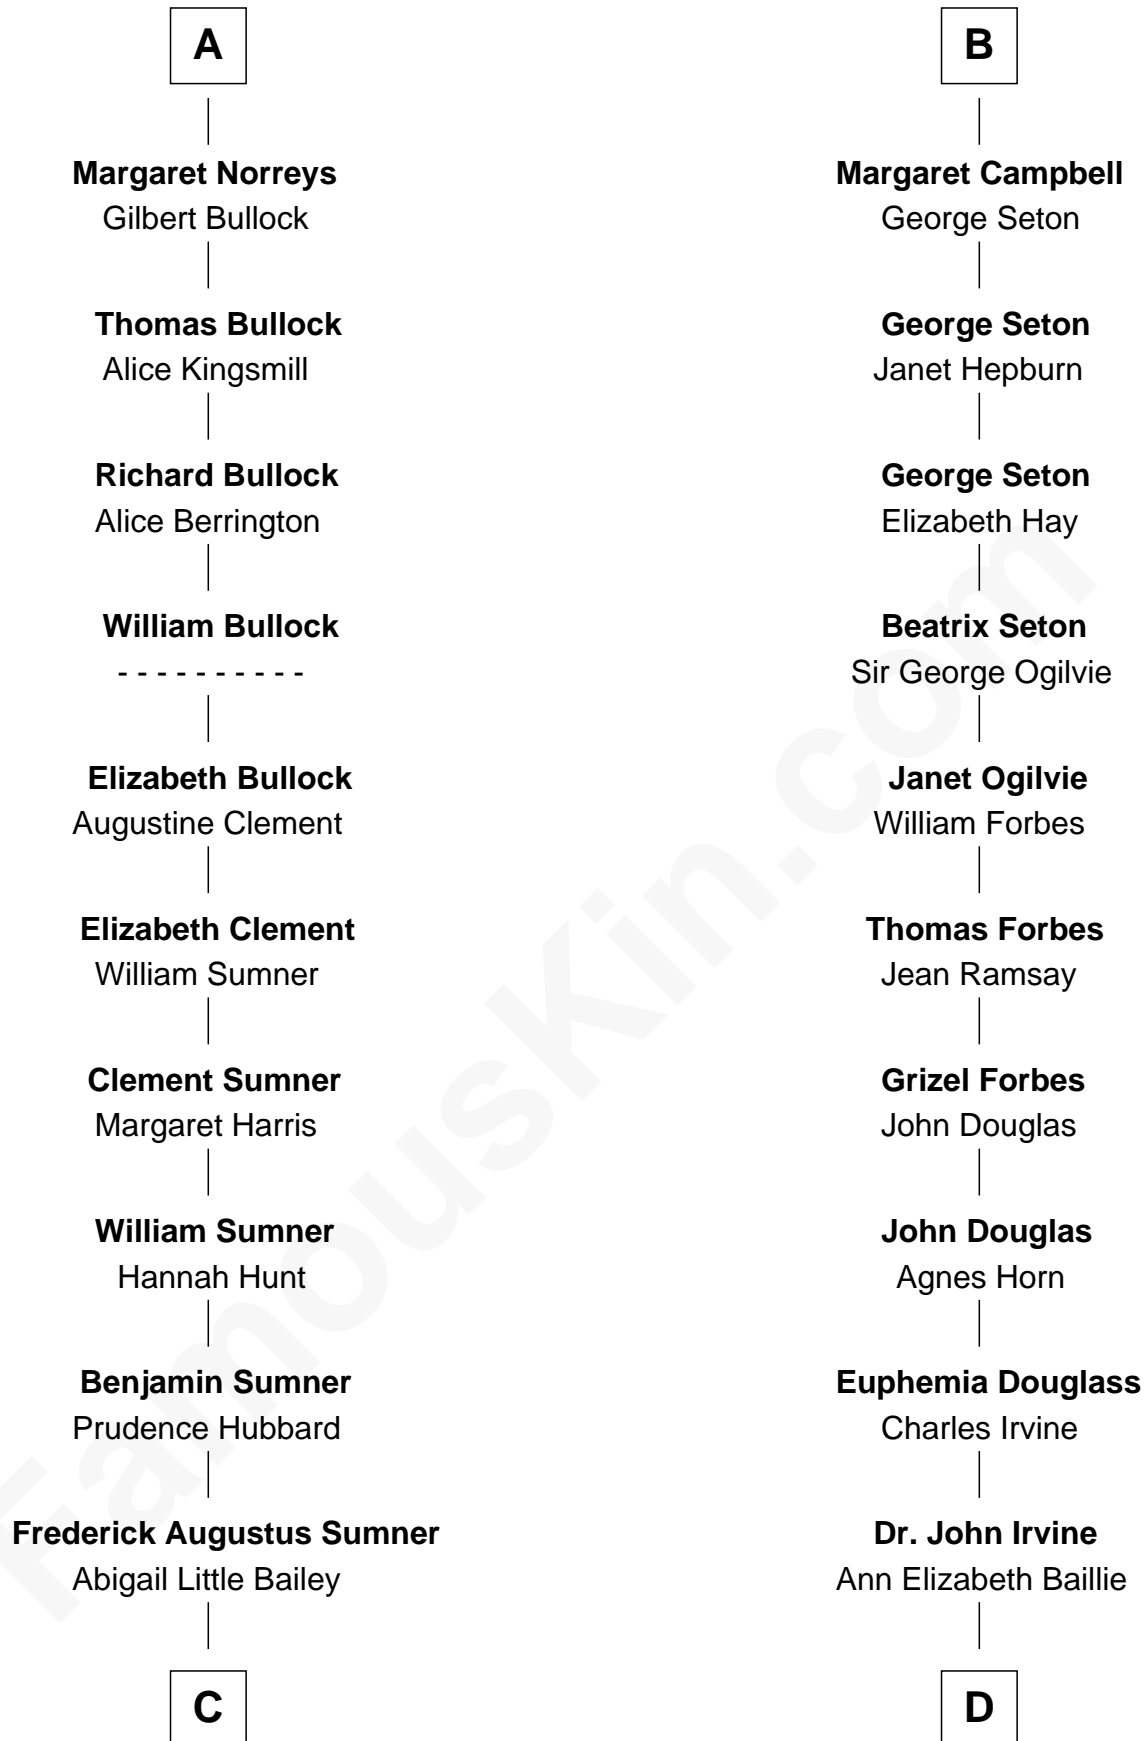 A
Margaret Norreys
Gilbert Bullock
Thomas Bullock
Alice Kingsmill
Richard Bullock
Alice Berrington
William Bullock
- - - - - - - - - -
Elizabeth Bullock
Augustine Clement
Elizabeth Clement
William Sumner
Clement Sumner
Margaret Harris
William Sumner
Hannah Hunt
Benjamin Sumner
Prudence Hubbard
Frederick Augustus Sumner
Abigail Little Bailey
C
B
Margaret Campbell
George Seton
George Seton
Janet Hepburn
George Seton
Elizabeth Hay
Beatrix Seton
Sir George Ogilvie
Janet Ogilvie
William Forbes
Thomas Forbes
Jean Ramsay
Grizel Forbes
John Douglas
John Douglas
Agnes Horn
Euphemia Douglass
Charles Irvine
Dr. John Irvine
Ann Elizabeth Baillie
D
FamousKin.com